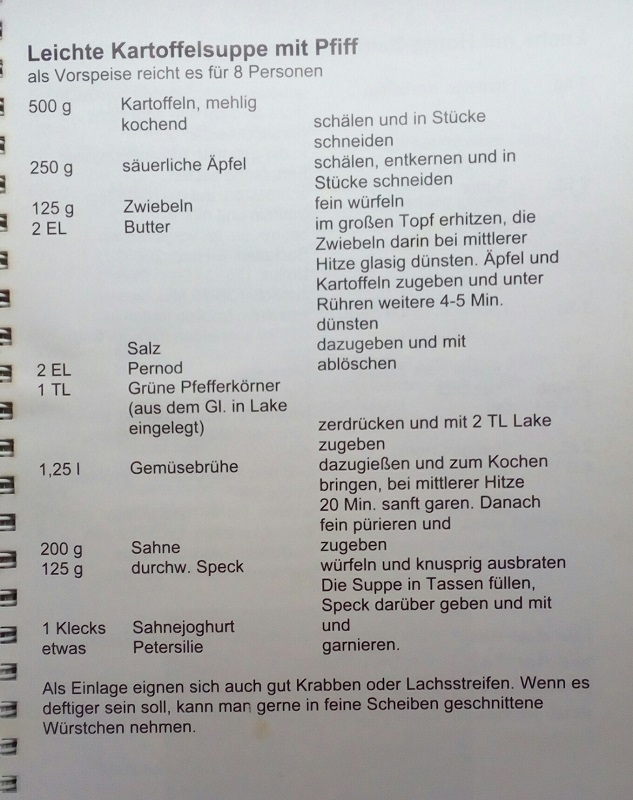 Leichte Kartoffelsuppe mit Pfiff
als Vorspeise reicht es für 8 Personen
500 g Kartoffeln, mehlig
kochend schälen und in Stücke
schneiden
250 g säuerliche Äpfel schälen, entkernen und in
Stücke schneiden
125 g Zwiebeln fein würfeln
2 EL Butter im großen Topf erhitzen, die
Zwiebeln darin bei mittlerer
Hitze glasig dünsten. Äpfel und
Kartoffeln zugeben und unter
Rühren weitere 4-5 Min.
dünsten
Salz dazugeben und mit
2 EL Pernod ablöschen
1 TL Grüne Pfefferkörner
(aus dem Gl. in Lake
eingelegt) zerdrücken und mit 2 TL Lake
zugeben
1,25 l Gemüsebrühe dazugießen und zum Kochen
bringen, bei mittlerer Hitze
20 Min. sanft garen. Danach
fein pürieren und
200 g Sahne zugeben
125 g durchw. Speck würfeln und knusprig ausbraten
Die Suppe in Tassen füllen,
Speck darüber geben und mit
1 Klecks Sahnejoghurt und
etwas Petersilie garnieren.
Als Einlage eignen sich auch gut Krabben oder Lachsstreifen. Wenn es
deftiger sein soll, kann man gerne in feine Scheiben geschnittene
Würstchen nehmen.